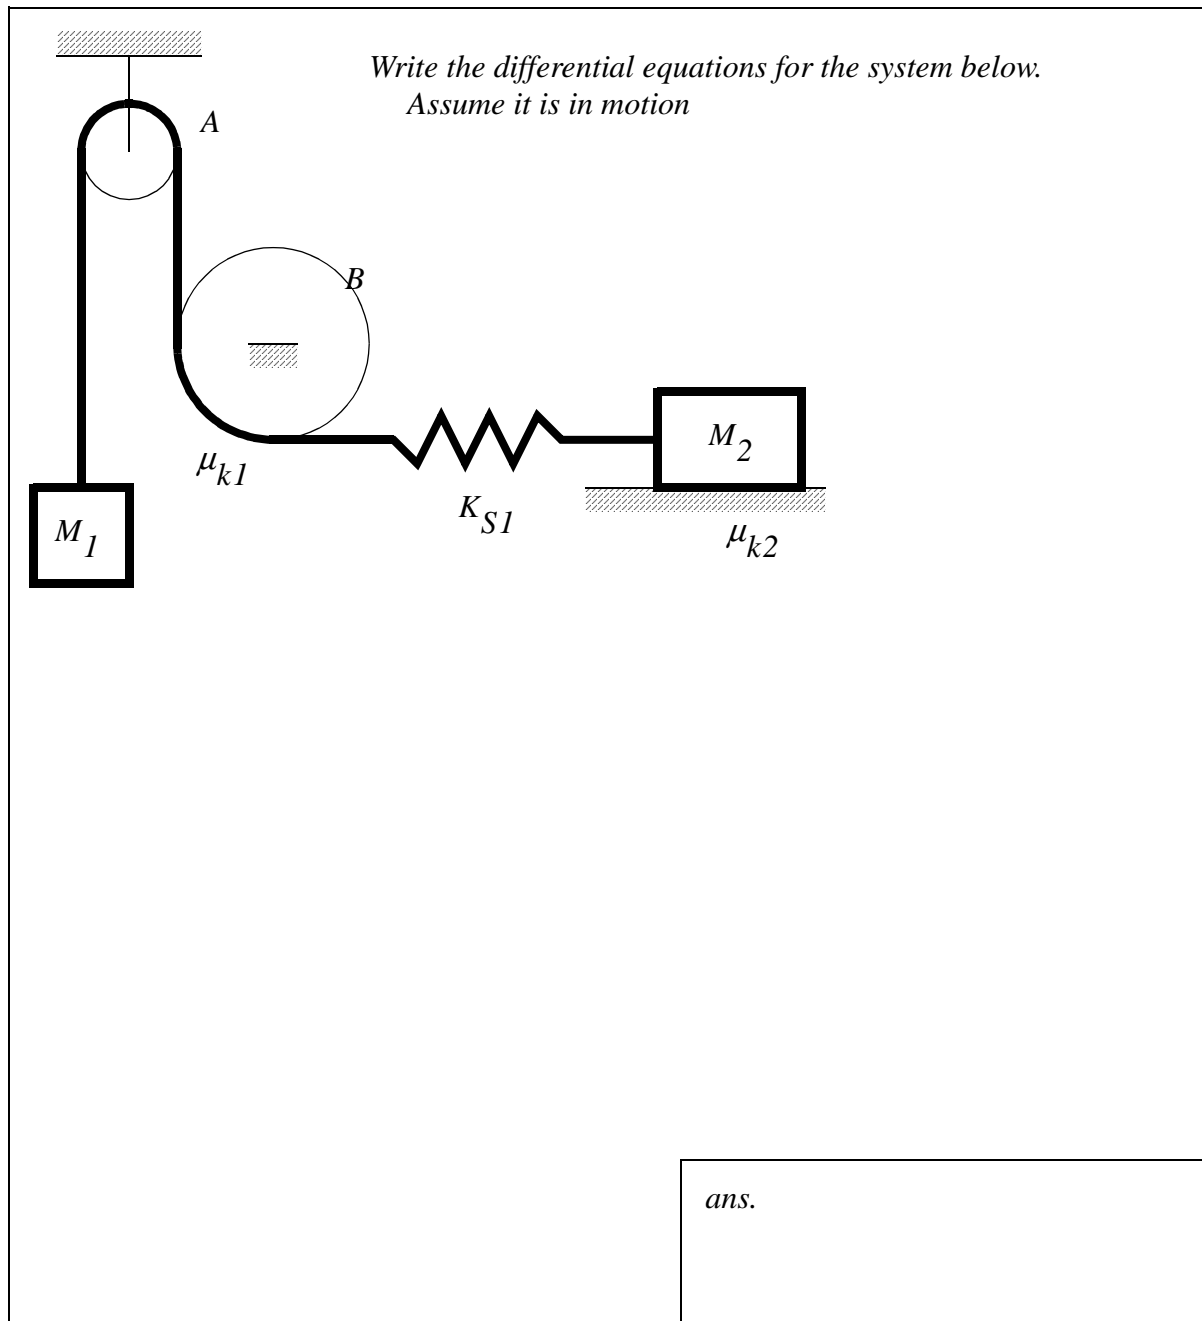 Write the differential equations for the system below.
Assume it is in motion
A
B
μk1
M1
KS1
M2
μk2
ans.